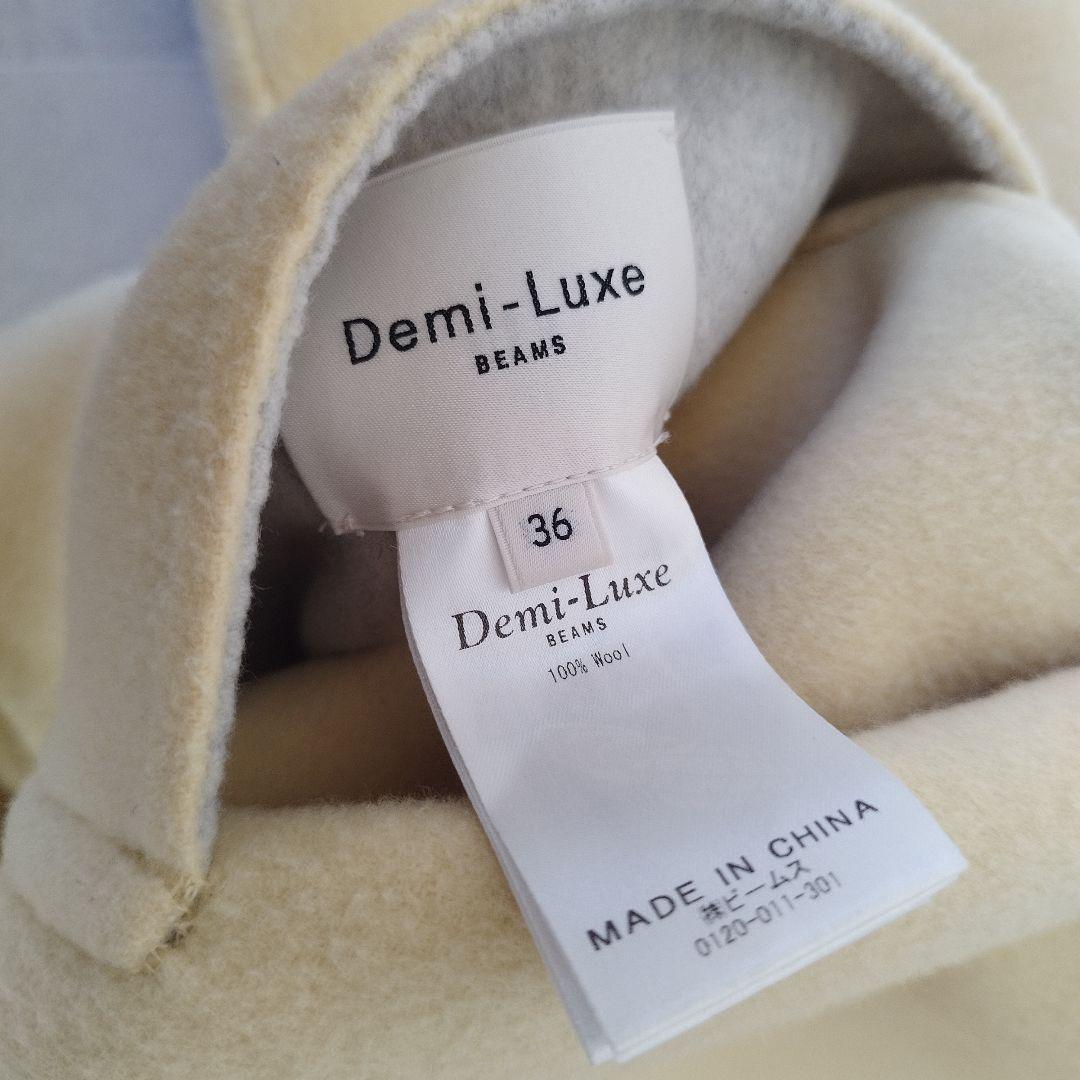 Demi-Luxe
BEAMS
36
Demi-Luxe
BEAMS
100% Wool
MADE IN CHINA
㈱ビームス
0120-011-301